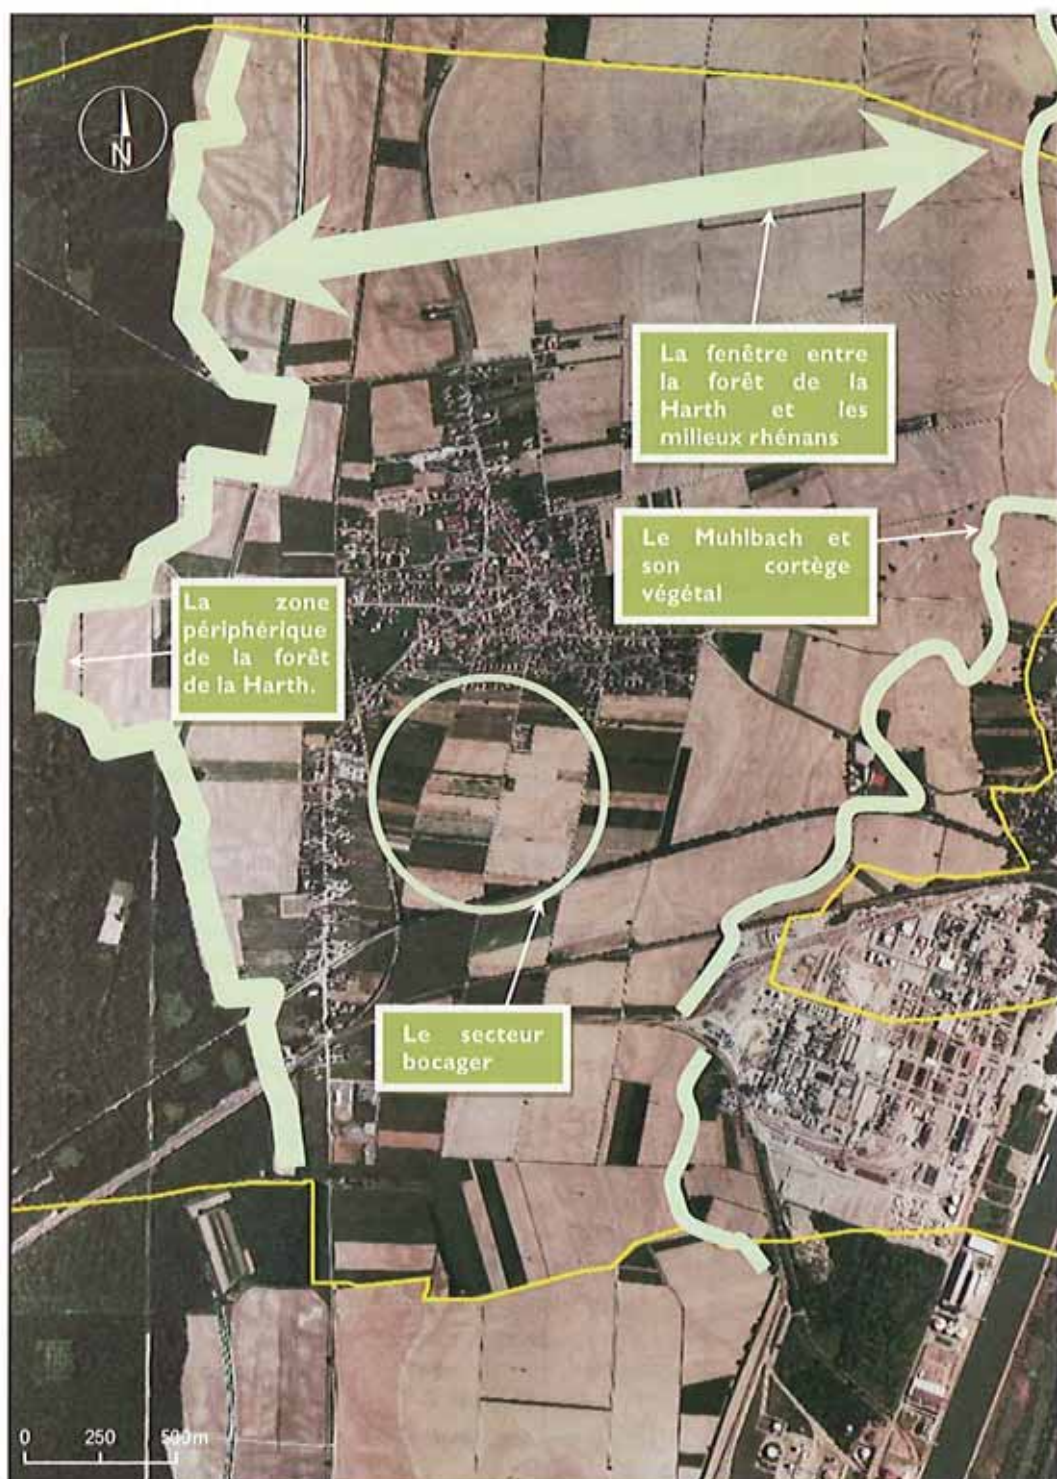 N
La fenêtre entre
la forêt de la
Harth et les
milieux rhénans
Le Muhlbach et
son cortège
végétal
La zone
périphérique
de la forêt
de la Harth.
Le secteur
bocager
0 250 500m